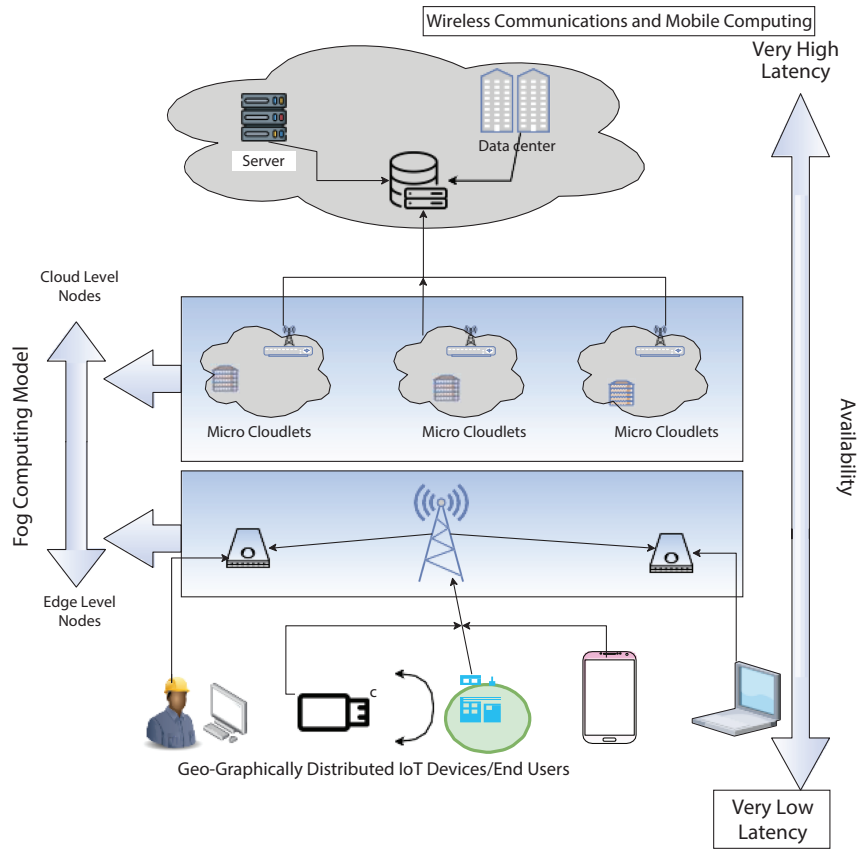 Wireless Communications and Mobile Computing
Very High
Latency
Server
Data center
Cloud Level
Nodes
Fog Computing Model
Micro Cloudlets
Micro Cloudlets
Micro Cloudlets
Availability
Edge Level
Nodes
C
Geo-Graphically Distributed IoT Devices/End Users
Very Low
Latency